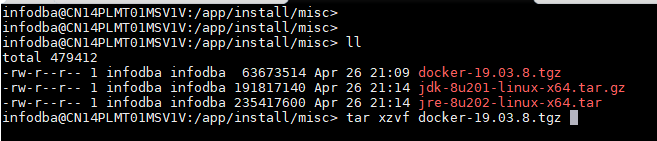 infodba@CN14PLMT01MSV1V:/app/install/misc>
infodba@CN14PLMT01MSV1V:/app/install/misc>
infodba@CN14PLMT01MSV1V:/app/install/misc> ll
total 479412
-rw-r--r-- 1 infodba infodba  63673514 Apr 26 21:09 docker-19.03.8.tgz
-rw-r--r-- 1 infodba infodba 191817140 Apr 26 21:14 jdk-8u201-linux-x64.tar.gz
-rw-r--r-- 1 infodba infodba 235417600 Apr 26 21:14 jre-8u202-linux-x64.tar
infodba@CN14PLMT01MSV1V:/app/install/misc> tar xzvf docker-19.03.8.tgz